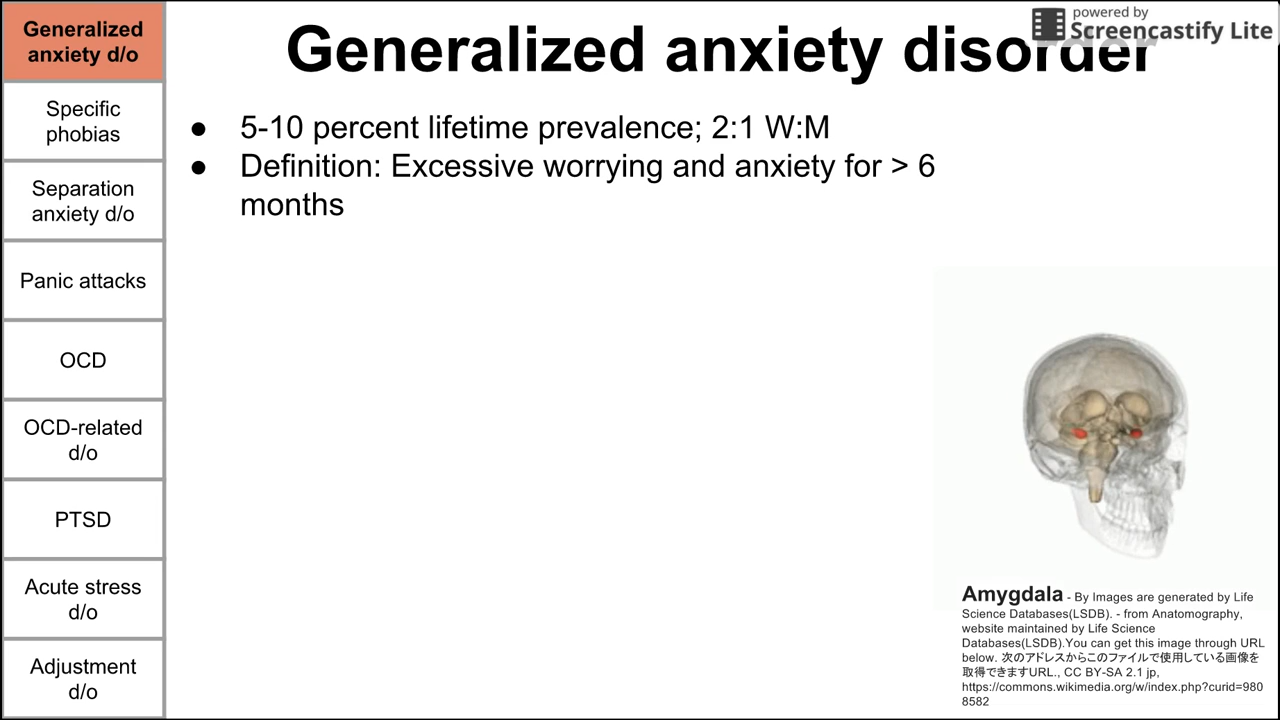 Generalized
anxiety d/o
Specific
phobias
Separation
anxiety d/o
Panic attacks
OCD
OCD-related
d/o
PTSD
Acute stress
d/o
Adjustment
d/o
powered by
Screencastify Lite
Generalized anxiety disorder
● 5-10 percent lifetime prevalence; 2:1 W:M
● Definition: Excessive worrying and anxiety for > 6
months
Amygdala - By Images are generated by Life
Science Databases(LSDB). - from Anatomography,
website maintained by Life Science
Databases(LSDB).You can get this image through URL
below. 次のアドレスからこのファイルで使用している画像を
取得できますURL., CC BY-SA 2.1 jp,
https://commons.wikimedia.org/w/index.php?curid=980
8582